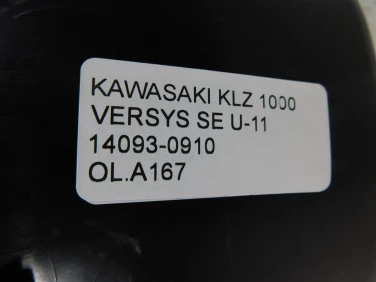 KAWASAKI KLZ 1000
VERSYS SE U-11
14093-0910
OL.A167